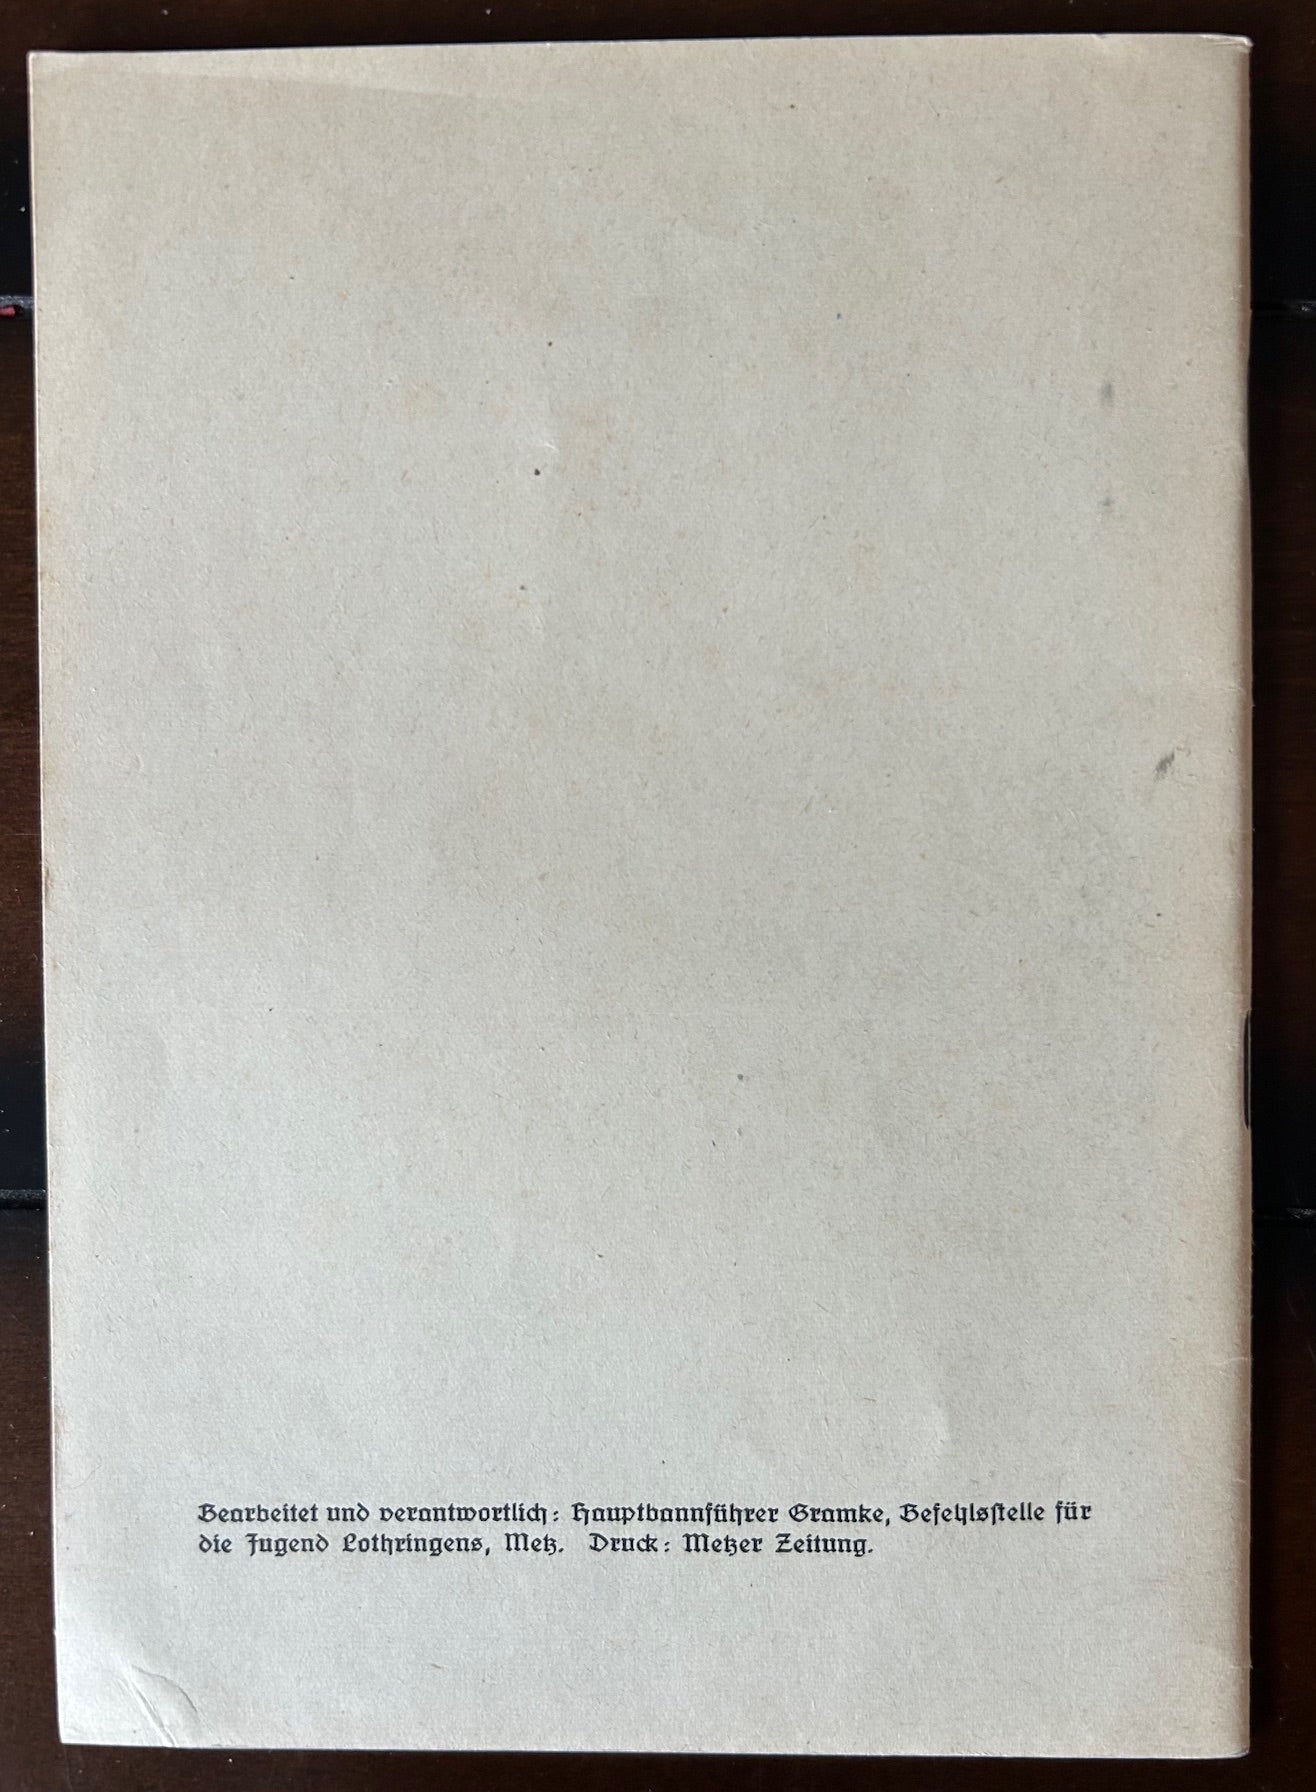 Bearbeitet und verantwortlich: Hauptbannführer Gramke, Befehlsstelle für
die Jugend Lothringens, Metz. Druck: Metzer Zeitung.